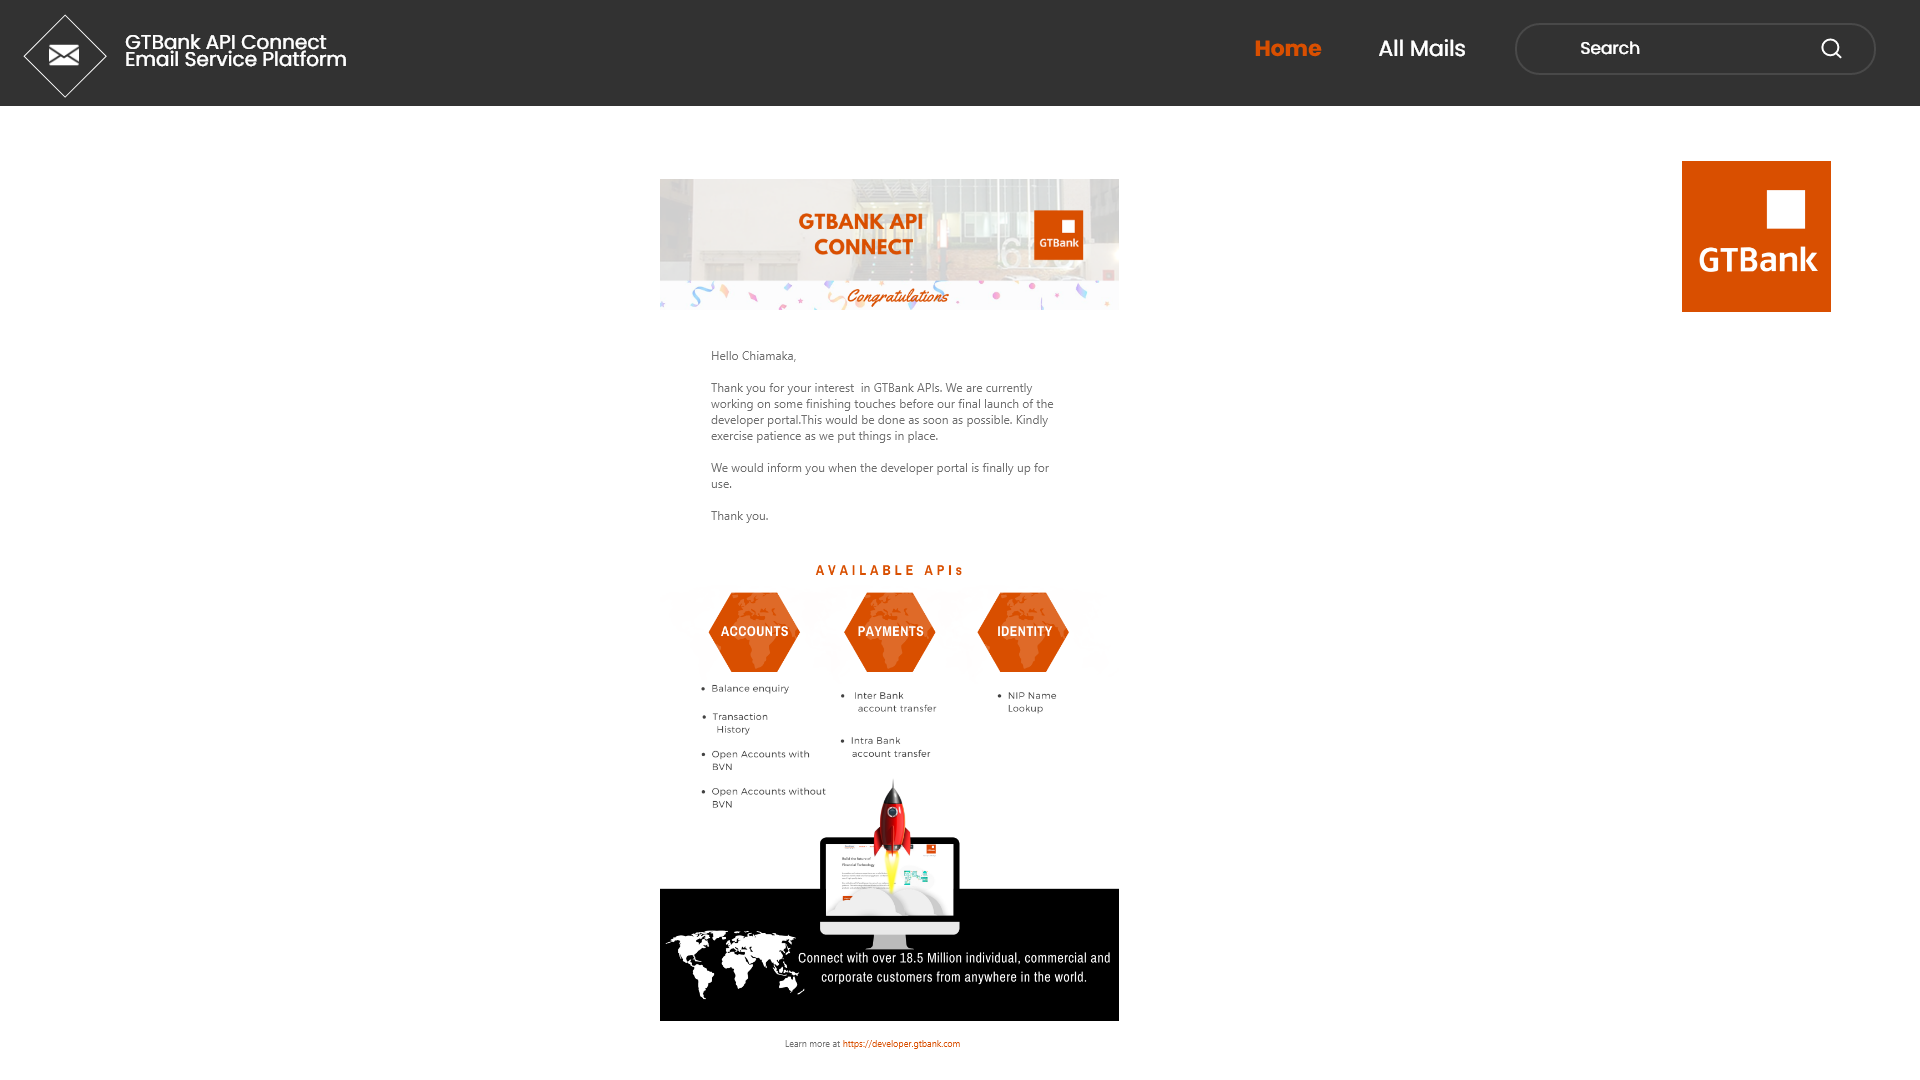 GTBank API Connect
Email Service Platform
Home
All Mails
Search
GTBank
GTBANK API
CONNECT
GTBank
Congratulations
Hello Chiamaka,
Thank you for your interest  in GTBank APIs. We are currently
working on some finishing touches before our final launch of the
developer portal.This would be done as soon as possible. Kindly
exercise patience as we put things in place.
We would inform you when the developer portal is finally up for
use.
Thank you.
AVAILABLE APIs
ACCOUNTS
PAYMENTS
IDENTITY
• Balance enquiry
• Transaction
History
• Open Accounts with
BVN
• Open Accounts without
BVN
• Inter Bank
account transfer
• Intra Bank
account transfer
• NIP Name
Lookup
Build the future of
Financial Technology
Connect with over 18.5 Million individual, commercial and
corporate customers from anywhere in the world.
Learn more at https://developer.gtbank.com